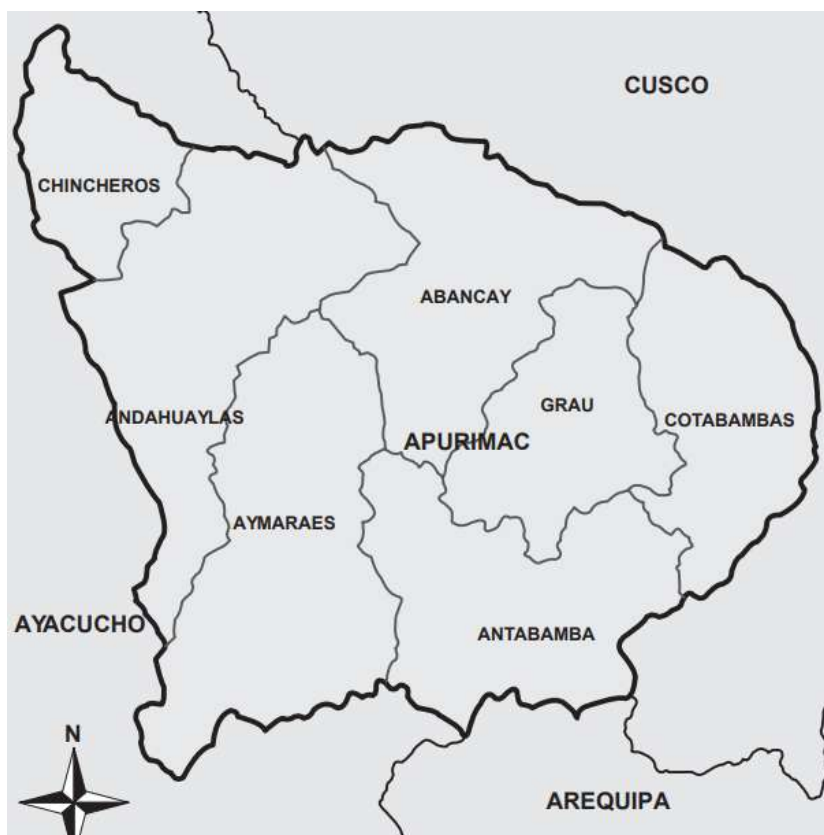 CUSCO
CHINCHEROS
ABANCAY
GRAU
ANDAHUAYLAS
COTABAMBAS
APURIMAC
AYMARAES
AYACUCHO
ANTABAMBA
N
AREQUIPA